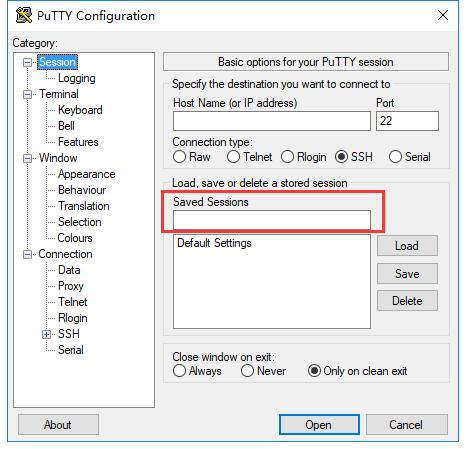 PuTTY Configuration
Category:
Session
Logging
Terminal
Keyboard
Bell
Features
Window
Appearance
Behaviour
Translation
Selection
Colours
Connection
Data
Proxy
Telnet
Rlogin
SSH
Serial
Basic options for your PuTTY session
Specify the destination you want to connect to
Host Name (or IP address) Port
22
Connection type:
Raw Telnet Rlogin SSH Serial
Load, save or delete a stored session
Saved Sessions
Default Settings
Load
Save
Delete
Close window on exit:
Always Never Only on clean exit
About Open Cancel